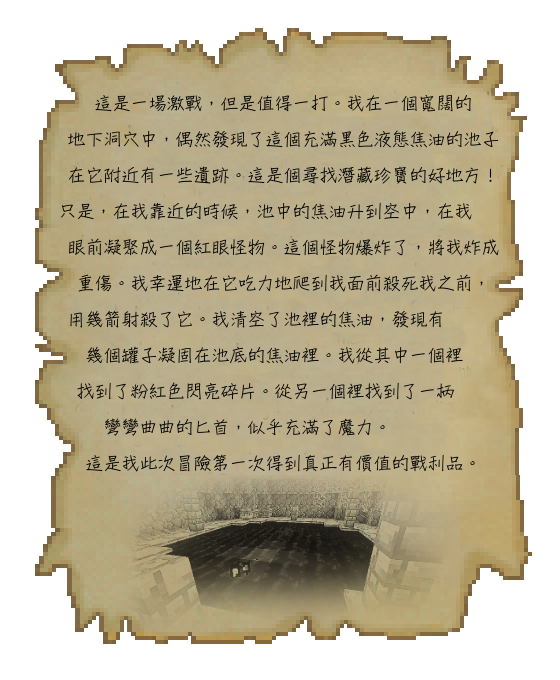 這是一場激戰，但是值得一打。我在一個寬闊的
地下洞穴中，偶然發現了這個充滿黑色液態焦油的池子
在它附近有一些遺跡。這是個尋找潛藏珍寶的好地方！
只是，在我靠近的時候，池中的焦油升到空中，在我
眼前凝聚成一個紅眼怪物。這個怪物爆炸了，將我炸成
重傷。我幸運地在它吃力地爬到我面前殺死我之前，
用幾箭射殺了它。我清空了池裡的焦油，發現有
幾個罐子凝固在池底的焦油裡。我從其中一個裡
找到了粉紅色閃亮碎片。從另一個裡找到了一柄
彎彎曲曲的匕首，似乎充滿了魔力。
這是我此次冒險第一次得到真正有價值的戰利品。